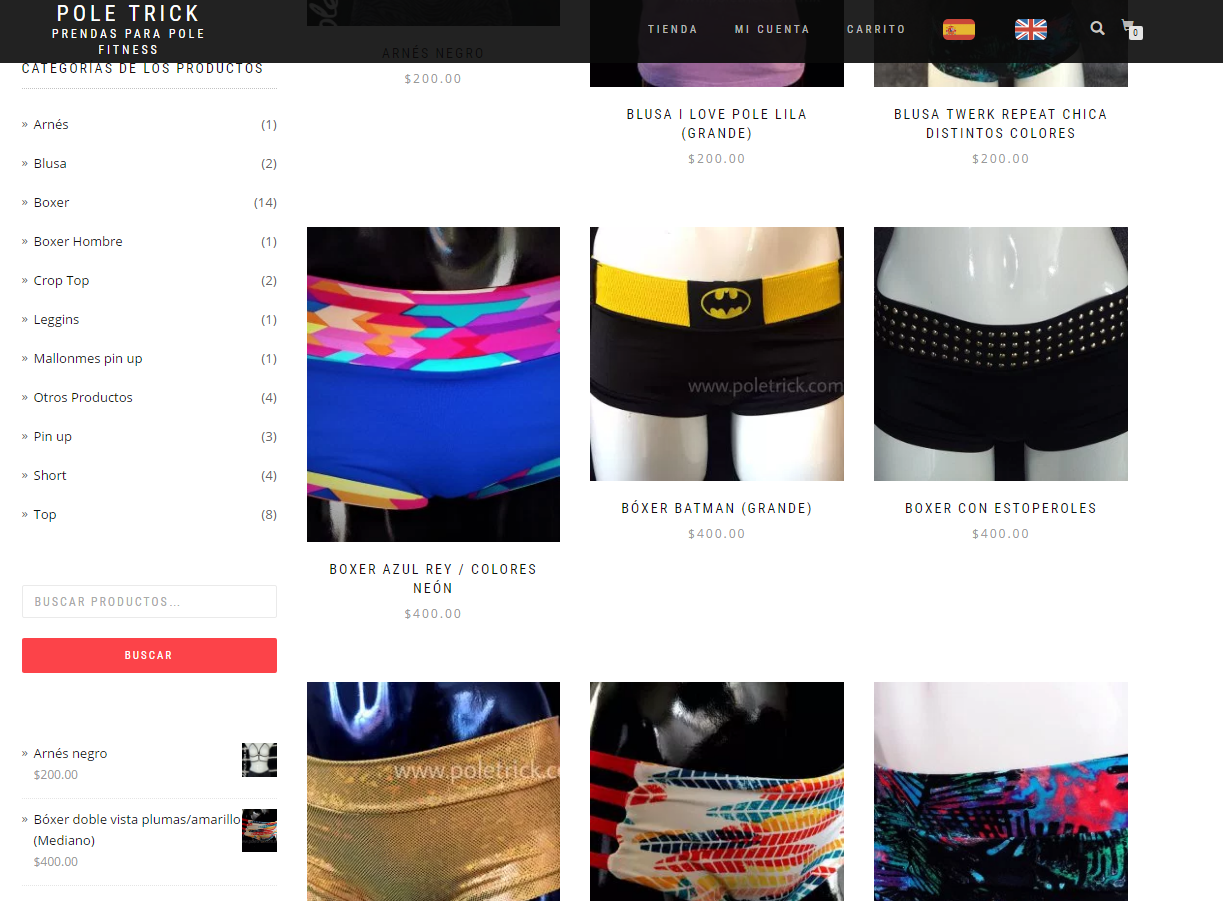 POLE TRICK
PRENDAS PARA POLE
FITNESS
TIENDA
MI CUENTA
CARRITO
0
CATEGORÍAS DE LOS PRODUCTOS
» Arnés (1)
» Blusa (2)
» Boxer (14)
» Boxer Hombre (1)
» Crop Top (2)
» Leggins (1)
» Mallonmes pin up (1)
» Otros Productos (4)
» Pin up (3)
» Short (4)
» Top (8)
BUSCAR PRODUCTOS...
BUSCAR
» Arnés negro
$200.00
» Bóxer doble vista plumas/amarillo
(Mediano)
$400.00
ARNÉS NEGRO
$200.00
BLUSA I LOVE POLE LILA
(GRANDE)
$200.00
BLUSA TWERK REPEAT CHICA
DISTINTOS COLORES
$200.00
BOXER AZUL REY / COLORES
NEÓN
$400.00
www.poletrick.com
BÓXER BATMAN (GRANDE)
$400.00
BOXER CON ESTOPEROLES
$400.00
www.poletrick.c